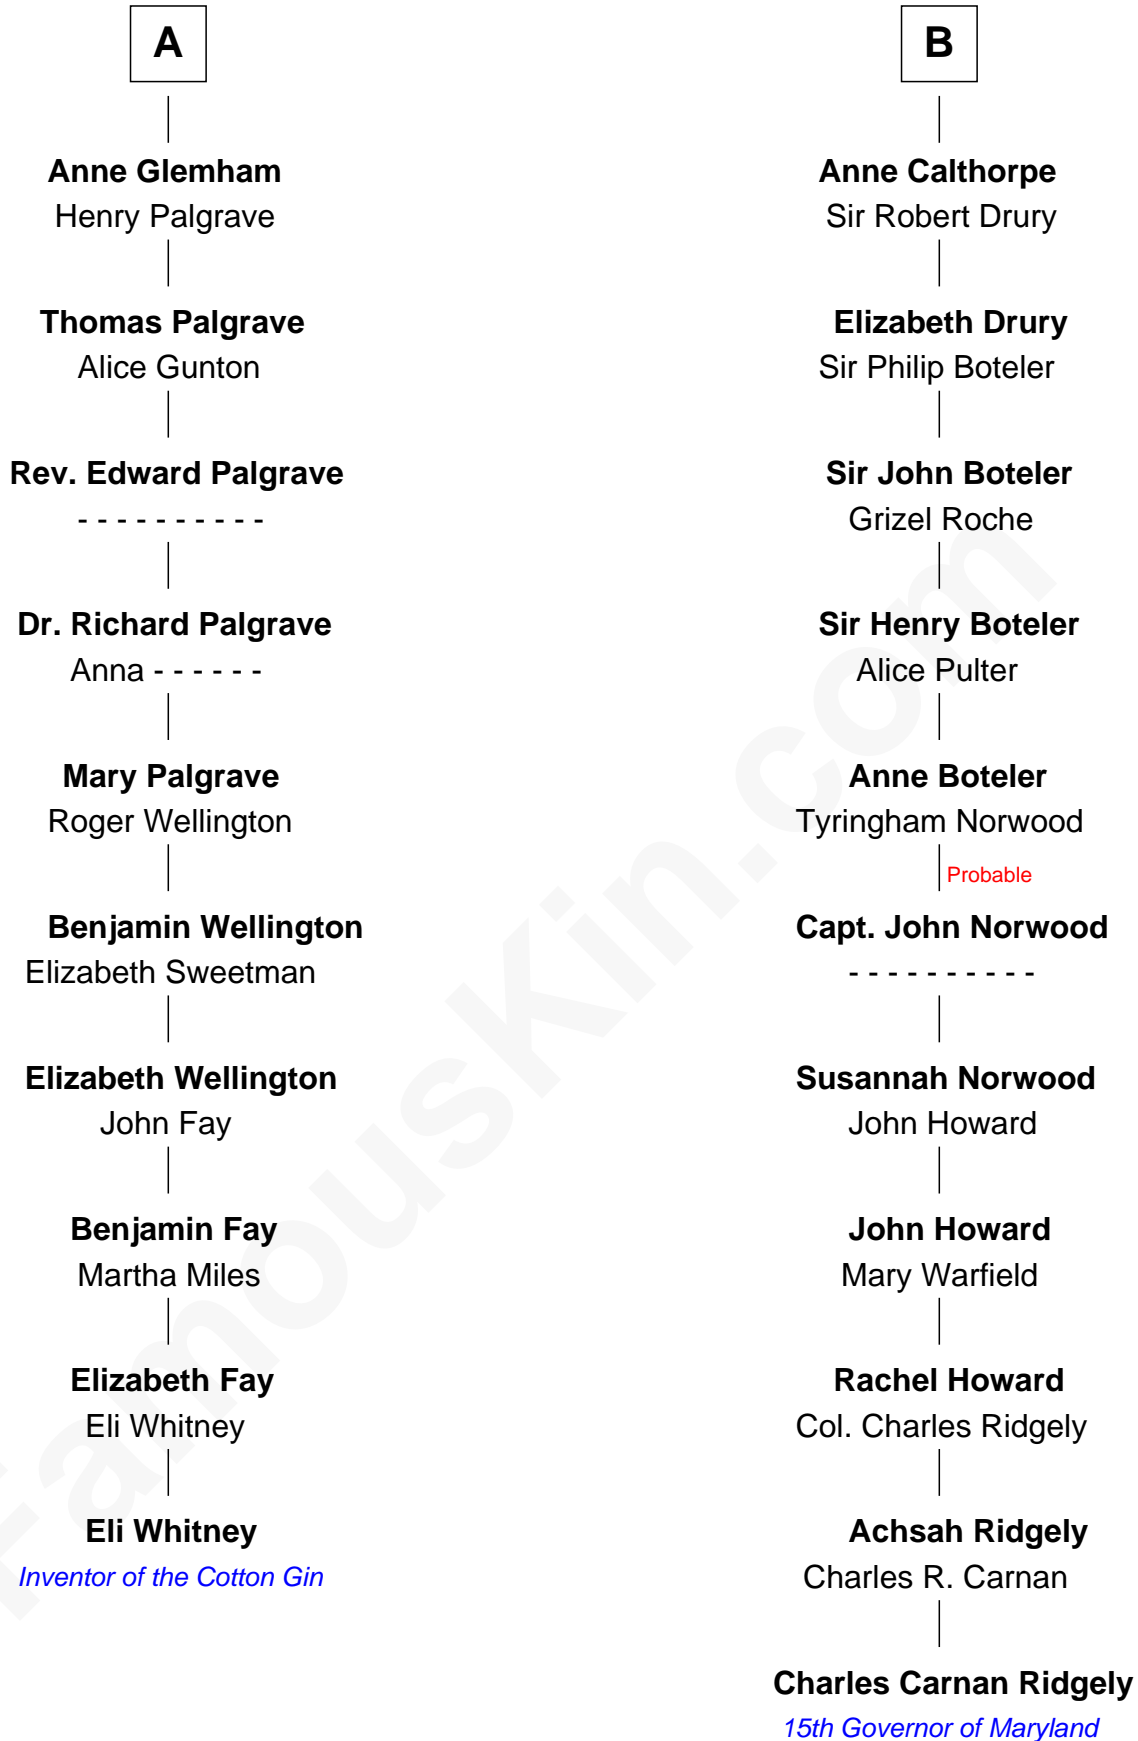 A
Anne Glemham
Henry Palgrave
Thomas Palgrave
Alice Gunton
Rev. Edward Palgrave
- - - - - - - - - -
Dr. Richard Palgrave
Anna - - - - - -
Mary Palgrave
Roger Wellington
Benjamin Wellington
Elizabeth Sweetman
Elizabeth Wellington
John Fay
Benjamin Fay
Martha Miles
Elizabeth Fay
Eli Whitney
Eli Whitney
Inventor of the Cotton Gin
B
Anne Calthorpe
Sir Robert Drury
Elizabeth Drury
Sir Philip Boteler
Sir John Boteler
Grizel Roche
Sir Henry Boteler
Alice Pulter
Anne Boteler
Tyringham Norwood
Probable
Capt. John Norwood
- - - - - - - - - -
Susannah Norwood
John Howard
John Howard
Mary Warfield
Rachel Howard
Col. Charles Ridgely
Achsah Ridgely
Charles R. Carnan
Charles Carnan Ridgely
15th Governor of Maryland
FamousKin.com